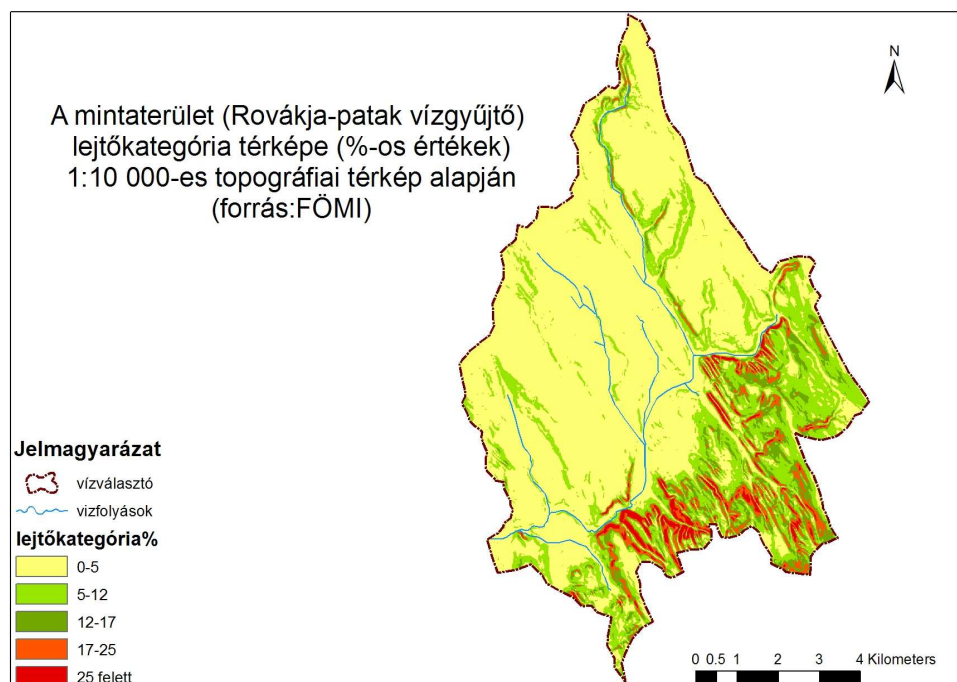 A mintaterület (Rovákja-patak vízgyűjtő)
lejtőkategória térképe (%-os értékek)
1:10 000-es topográfiai térkép alapján
(forrás:FÖMI)
N
Jelmagyarázat
vízválasztó
vizfolyások
lejtőkategória%
0-5
5-12
12-17
17-25
25 felett
0 0.5 1 2 3 4 Kilometers